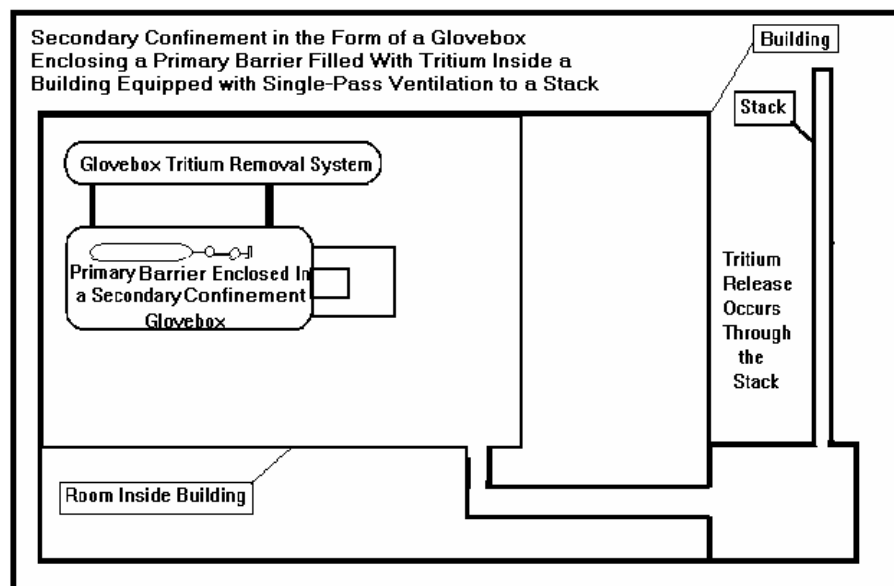 Secondary Confinement in the Form of a Glovebox
Enclosing a Primary Barrier Filled With Tritium Inside a
Building Equipped with Single-Pass Ventilation to a Stack
Building
Stack
Glovebox Tritium Removal System
Primary Barrier Enclosed In
a Secondary Confinement
Glovebox
Tritium
Release
Occurs
Through
the
Stack
Room Inside Building